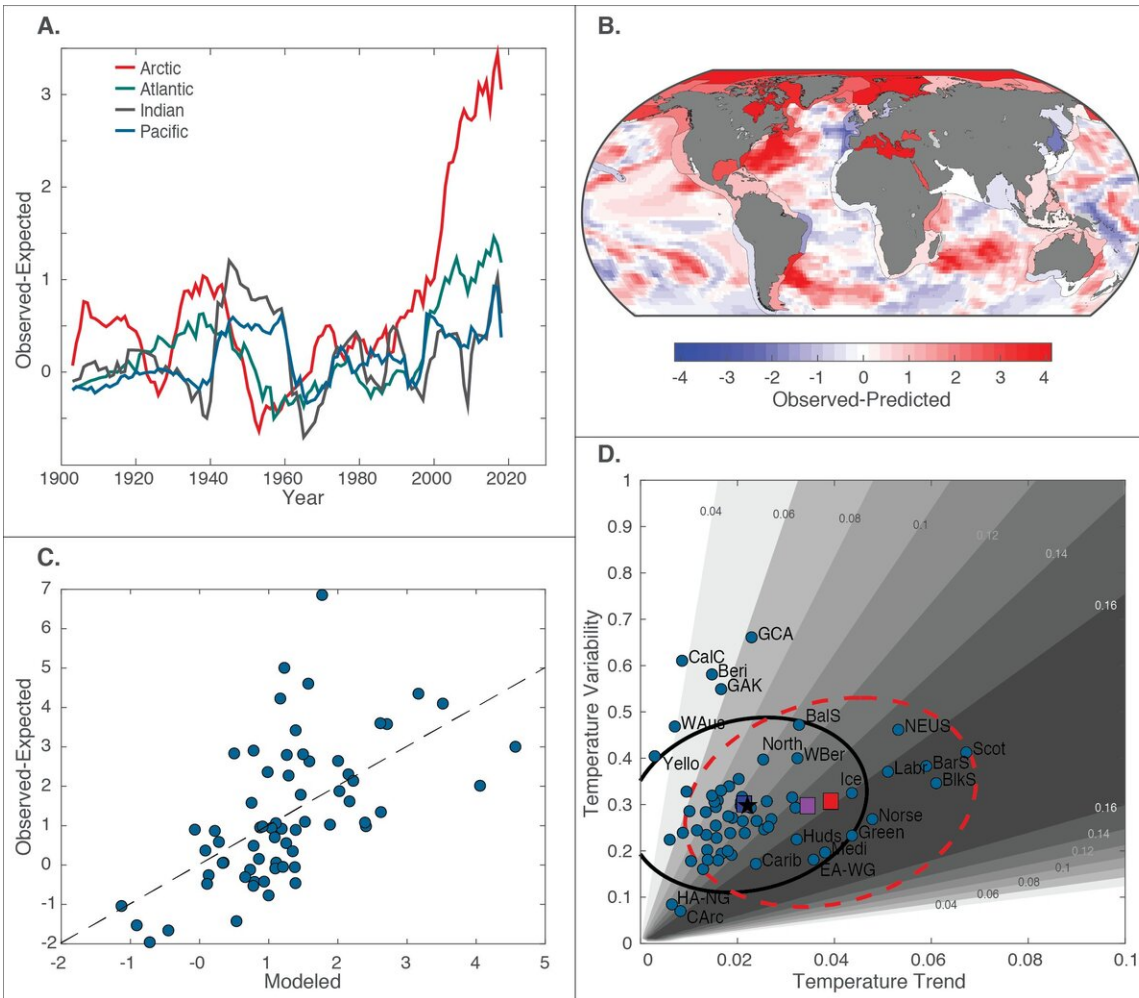 A.
Arctic
Atlantic
Indian
Pacific
3
2
1
0
Observed-Expected
1900 1920 1940 1960 1980 2000 2020
Year
B.
-4 -3 -2 -1 0 1 2 3 4
Observed-Predicted
C.
7
6
5
4
3
2
1
0
-1
-2
Observed-Expected
-2 -1 -0 1 2 3 4 5
Modeled
D.
1
0.9
0.8
0.7
0.6
0.5
0.4
0.3
0.2
0.1
0
Temperature Variability
0.04 0.06 0.08 0.1 0.12 0.14 0.16
GCA
CalC
Beri
GAK
WAus
BalS
NEUS
Yello
North
WBer
Scot
BarS
Labr
BlkS
Ice
Norse
Green
Huds
Medi
Carib
EA-WG
HA-NG
CArc
0.16
0.14
0.12
0.1
0.08
0.06
0.04
0 0.02 0.04 0.06 0.08 0.1
Temperature Trend